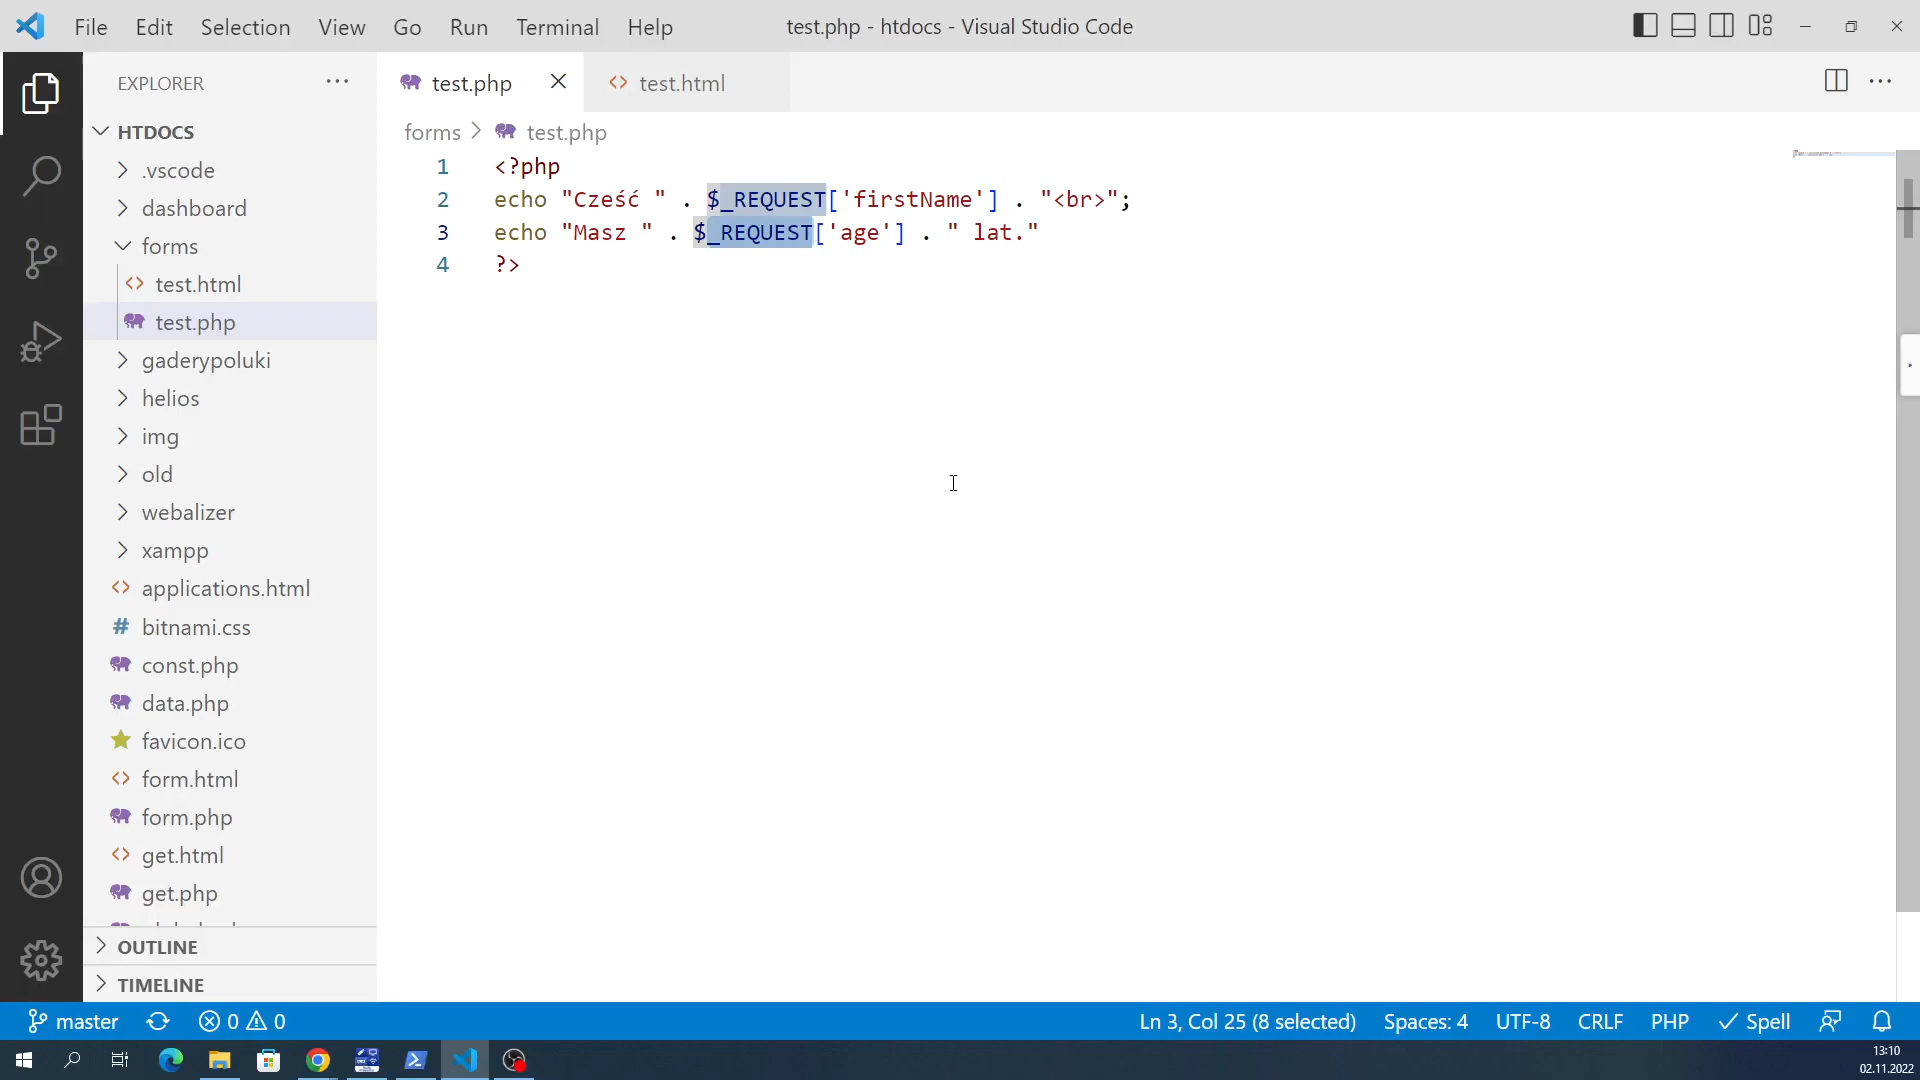 File Edit Selection View Go Run Terminal Help
test.php - htdocs - Visual Studio Code
EXPLORER
HTDOCS
.vscode
dashboard
forms
test.html
test.php
gaderypoluki
helios
img
old
webalizer
xampp
applications.html
bitnami.css
const.php
data.php
favicon.ico
form.html
form.php
get.html
get.php
OUTLINE
TIMELINE
test.php test.html
forms > test.php
1 <?php
2 echo "Cześć " . $_REQUEST['firstName'] . "<br>";
3 echo "Masz " . $_REQUEST['age'] . " lat."
4 ?>
master 0 0 Ln 3, Col 25 (8 selected) Spaces: 4 UTF-8 CRLF PHP Spell
13:10
02.11.2022